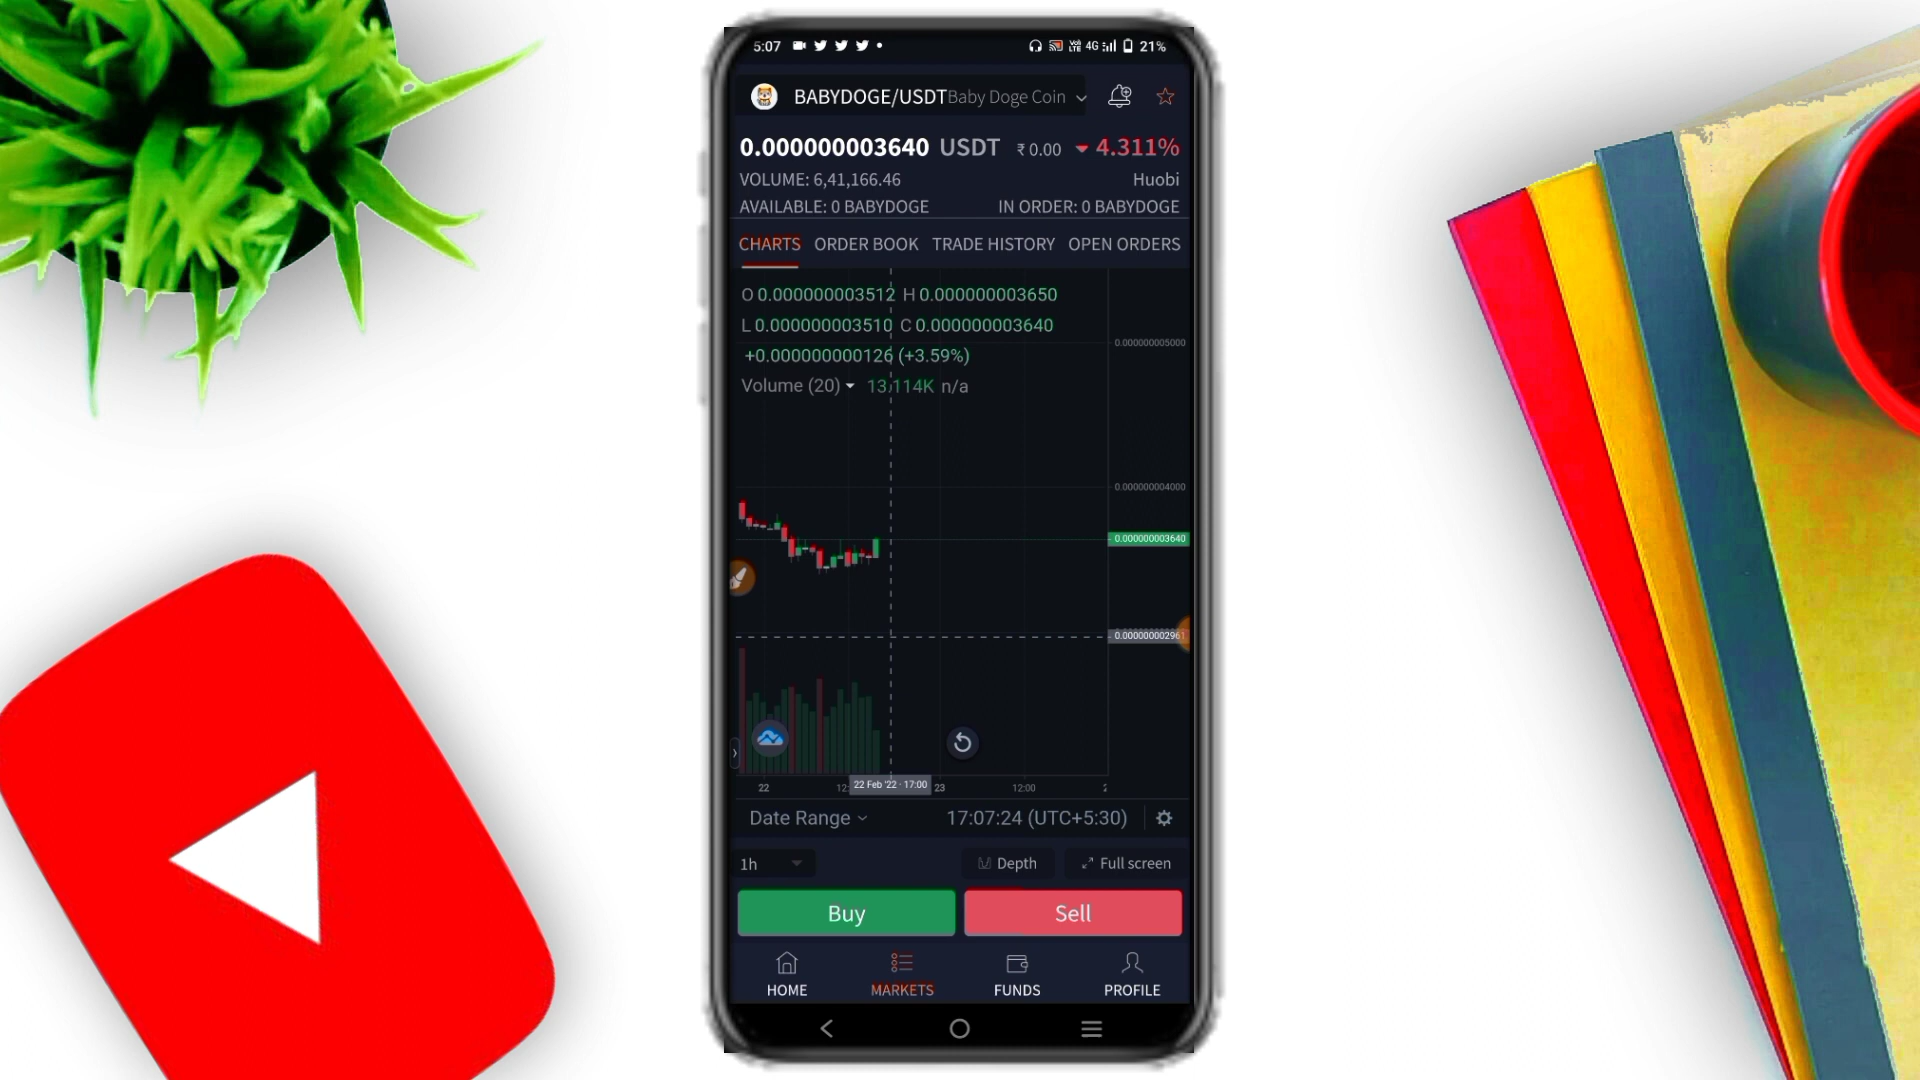 5:07 4G 21%
BABYDOGE/USDT Baby Doge Coin
0.000000003640 USDT ₹ 0.00 4.311%
VOLUME: 6,41,166.46 Huobi
AVAILABLE: 0 BABYDOGE IN ORDER: 0 BABYDOGE
CHARTS ORDER BOOK TRADE HISTORY OPEN ORDERS
O 0.000000003512 H 0.000000003650
L 0.000000003510 C 0.000000003640
+0.000000000126 (+3.59%)
Volume (20) 13.114K n/a
0.000000005000
0.000000004000
0.000000003640
0.000000002961
22 12: 22 Feb '22 - 17:00 23 12:00
Date Range 17:07:24 (UTC+5:30)
1h Depth Full screen
Buy Sell
HOME MARKETS FUNDS PROFILE